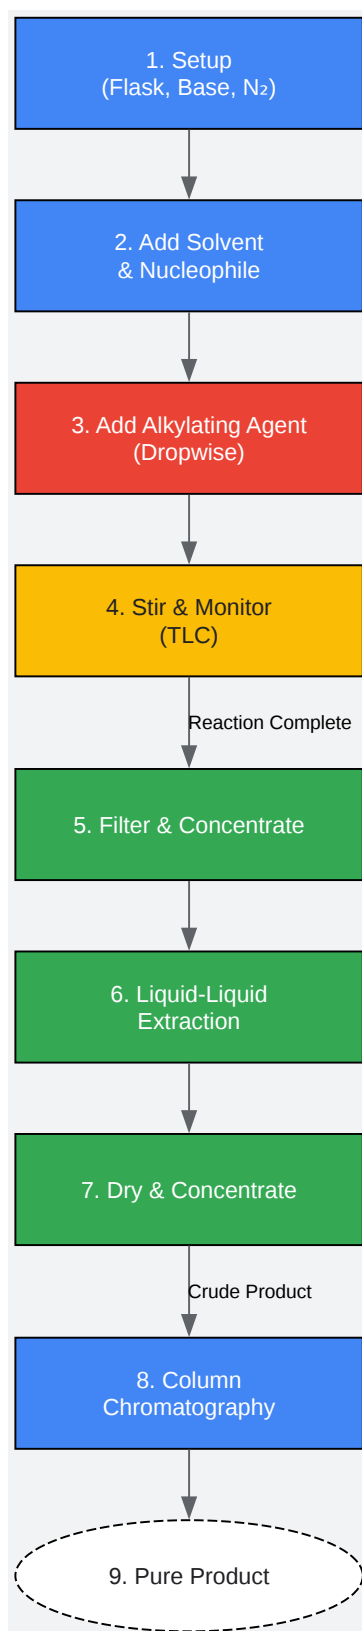 1. Setup
(Flask, Base, N₂)
2. Add Solvent
& Nucleophile
3. Add Alkylating Agent
(Dropwise)
4. Stir & Monitor
(TLC)
Reaction Complete
5. Filter & Concentrate
6. Liquid-Liquid
Extraction
7. Dry & Concentrate
Crude Product
8. Column
Chromatography
9. Pure Product